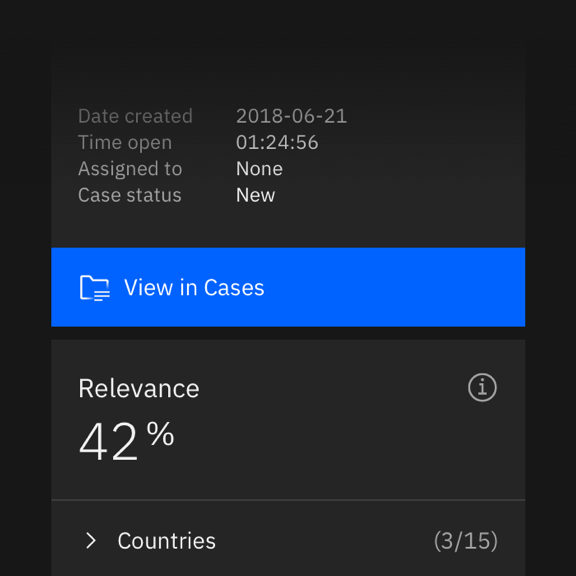 Date created 2018-06-21
Time open 01:24:56
Assigned to None
Case status New
View in Cases
Relevance
42%
Countries (3/15)